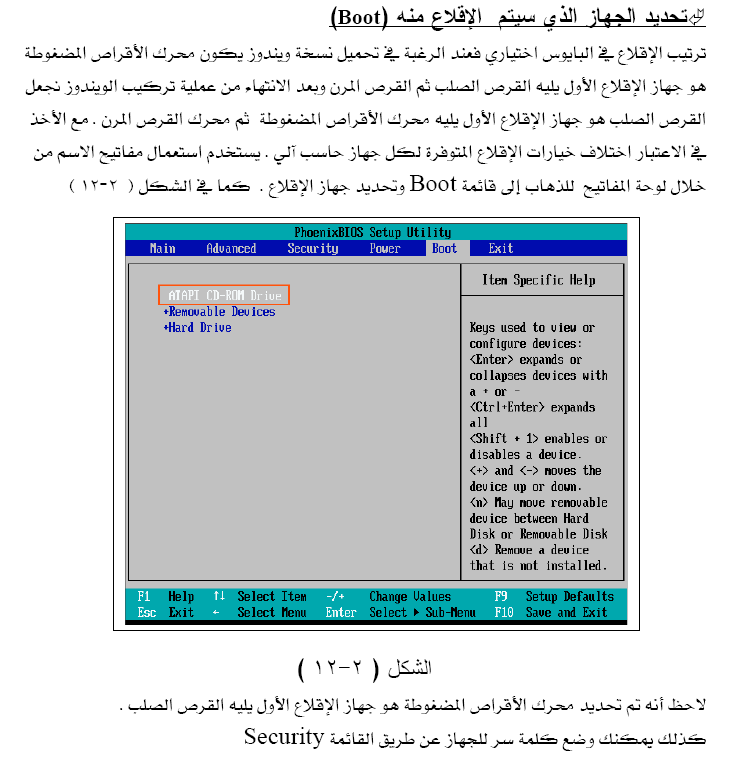 تحديد الجهاز الذي سيتم الإقلاع منه (Boot)
ترتيب الإقلاع في البايوس اختياري فعند الرغبة في تحميل نسخة ويندوز يكون محرك الأقراص المضغوطة
هو جهاز الإقلاع الأول يليه القرص الصلب ثم القرص المرن وبعد الانتهاء من عملية تركيب الويندوز نجعل
القرص الصلب هو جهاز الإقلاع الأول يليه محرك الأقراص المضغوطة ثم محرك القرص المرن . مع الأخذ
في الاعتبار اختلاف خيارات الإقلاع المتوفرة لكل جهاز حاسب آلي . يستخدم استعمال مفاتيح الاسم من
خلال لوحة المفاتيح للذهاب إلى قائمة Boot وتحديد جهاز الإقلاع . كما في الشكل ( ٢-١٢ )
PhoenixBIOS Setup Utility
Main Advanced Security Power Boot Exit
ATAPI CD-ROM Drive
+Removable Devices
+Hard Drive
Item Specific Help
Keys used to view or
configure devices:
<Enter> expands or
collapses devices with
a + or -
<Ctrl+Enter> expands
all
<Shift + 1> enables or
disables a device.
<+> and <-> moves the
device up or down.
<n> May move removable
device between Hard
Disk or Removable Disk
<d> Remove a device
that is not installed.
F1 Help ↑↓ Select Item -/+ Change Values F9 Setup Defaults
Esc Exit ← Select Menu Enter Select ▶ Sub-Menu F10 Save and Exit
الشكل ( ٢-١٢ )
لاحظ أنه تم تحديد محرك الأقراص المضغوطة هو جهاز الإقلاع الأول يليه القرص الصلب .
كذلك يمكنك وضع كلمة سر للجهاز عن طريق القائمة Security